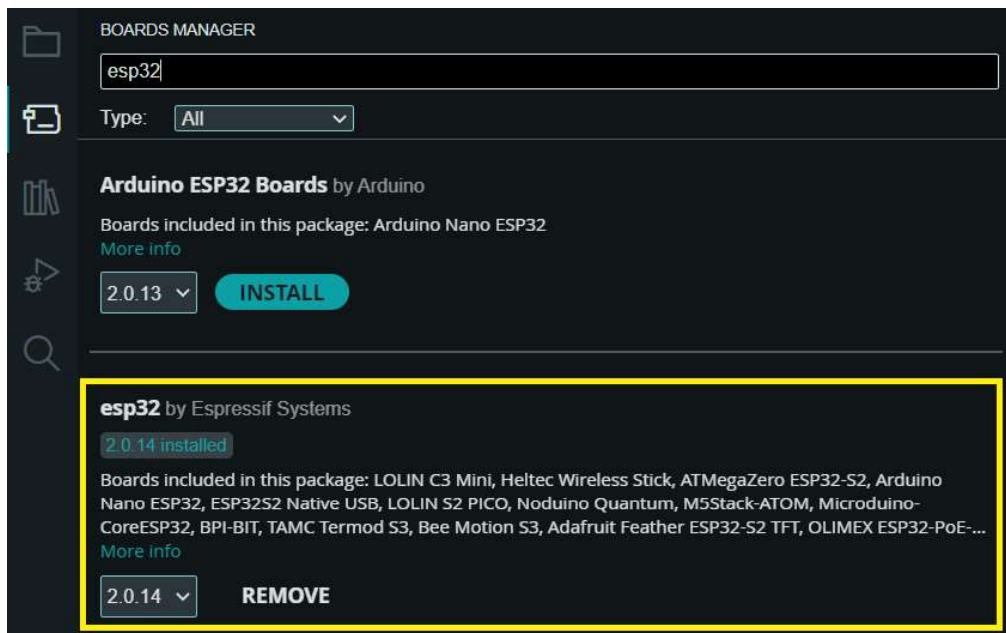 BOARDS MANAGER
esp32
Type: All
Arduino ESP32 Boards by Arduino
Boards included in this package: Arduino Nano ESP32
More info
2.0.13 INSTALL
esp32 by Espressif Systems
2.0.14 installed
Boards included in this package: LOLIN C3 Mini, Heltec Wireless Stick, ATMegaZero ESP32-S2, Arduino
Nano ESP32, ESP32S2 Native USB, LOLIN S2 PICO, Noduino Quantum, M5Stack-ATOM, Microduino-
CoreESP32, BPI-BIT, TAMC Termod S3, Bee Motion S3, Adafruit Feather ESP32-S2 TFT, OLIMEX ESP32-PoE-...
More info
2.0.14 REMOVE